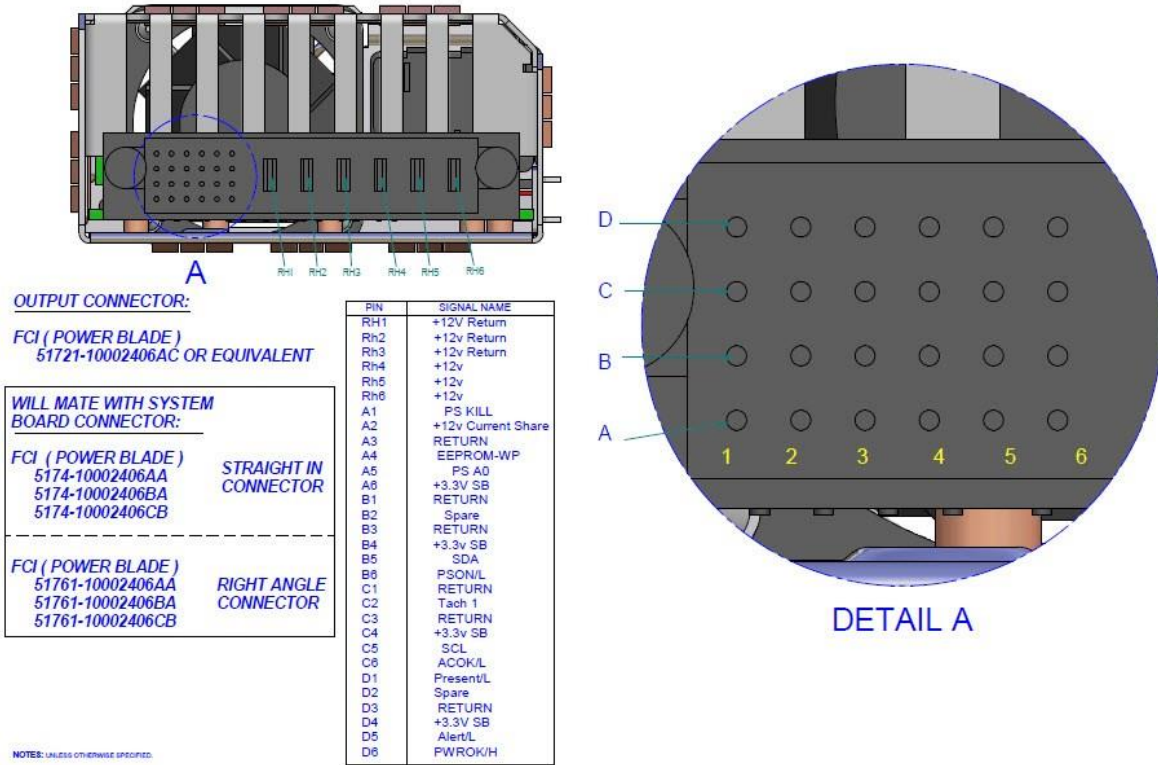 A
RH1 RH2 RH3 RH4 RH5 RH6
OUTPUT CONNECTOR:
FCI ( POWER BLADE )
51721-10002406AC OR EQUIVALENT
WILL MATE WITH SYSTEM
BOARD CONNECTOR:
FCI ( POWER BLADE )
5174-10002406AA
5174-10002406BA
5174-10002406CB
STRAIGHT IN
CONNECTOR
FCI ( POWER BLADE )
51761-10002406AA
51761-10002406BA
51761-10002406CB
RIGHT ANGLE
CONNECTOR
NOTES: UNLESS OTHERWISE SPECIFIED.
PIN SIGNAL NAME
RH1 +12V Return
Rh2 +12v Return
Rh3 +12v Return
Rh4 +12v
Rh5 +12v
Rh6 +12v
A1 PS KILL
A2 +12v Current Share
A3 RETURN
A4 EEPROM-WP
A5 PS A0
A6 +3.3V SB
B1 RETURN
B2 Spare
B3 RETURN
B4 +3.3v SB
B5 SDA
B6 PSON/L
C1 RETURN
C2 Tach 1
C3 RETURN
C4 +3.3v SB
C5 SCL
C6 ACOK/L
D1 Present/L
D2 Spare
D3 RETURN
D4 +3.3V SB
D5 Alert/L
D6 PWROK/H
D
C
B
A
1 2 3 4 5 6
DETAIL A